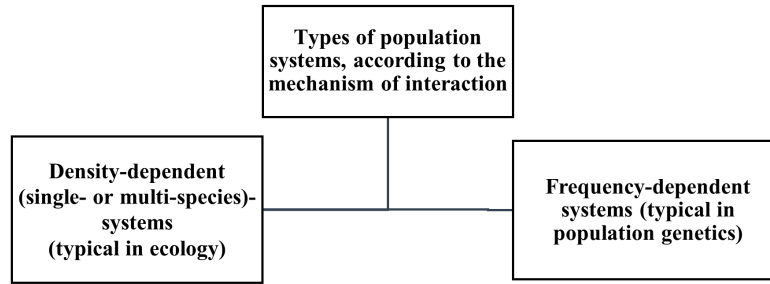 Types of population
systems, according to the
mechanism of interaction
Density-dependent
(single- or multi-species)-
systems
(typical in ecology)
Frequency-dependent
systems (typical in
population genetics)